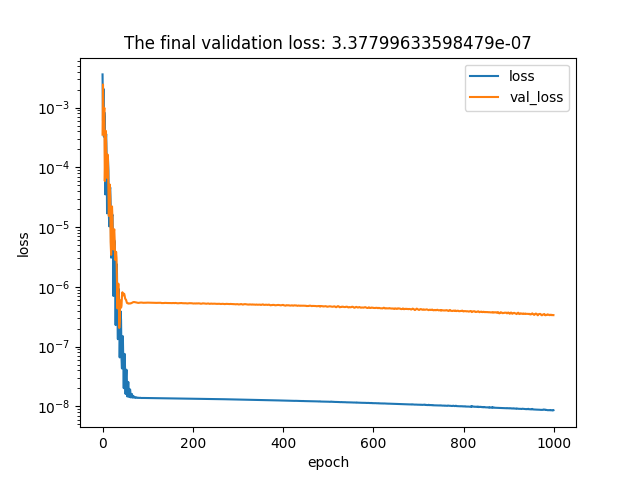 The final validation loss: 3.37799633598479e-07
loss
val_loss
10⁻³
10⁻⁴
10⁻⁵
10⁻⁶
10⁻⁷
10⁻⁸
loss
0 200 400 600 800 1000
epoch